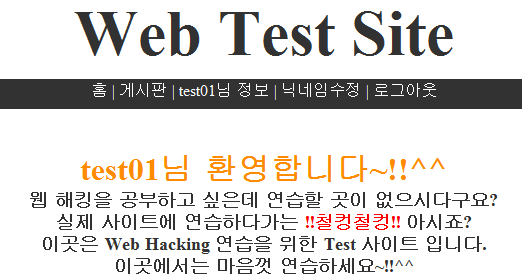 Web Test Site
홈 | 게시판 | test01님 정보 | 닉네임수정 | 로그아웃
test01님 환영합니다~!!^^
웹 해킹을 공부하고 싶은데 연습할 곳이 없으시다구요?
실제 사이트에 연습하다가는 !!철컹철컹!! 아시죠?
이곳은 Web Hacking 연습을 위한 Test 사이트 입니다.
이곳에서는 마음껏 연습하세요~!!^^